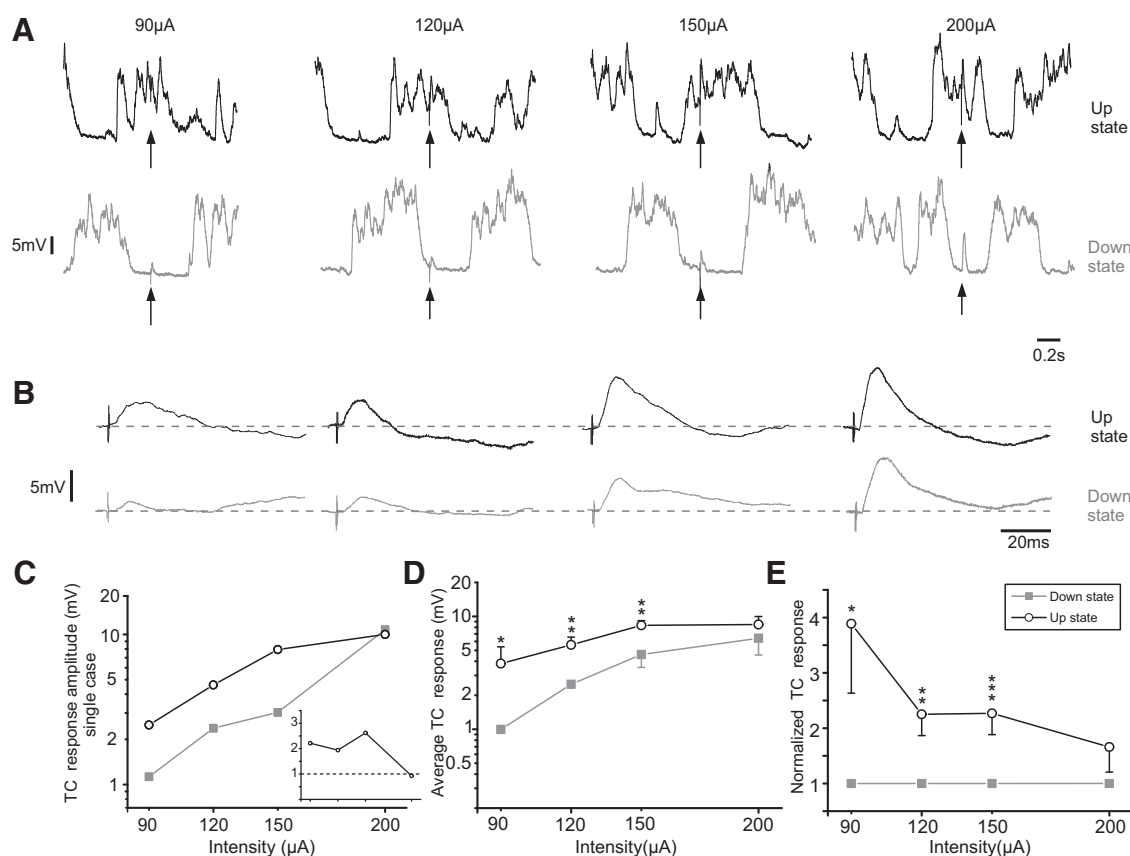 A
90µA
120µA
150µA
200µA
Up
state
5mV
Down
state
0.2s
B
Up
state
5mV
Down
state
20ms
C
TC response amplitude (mV)
single case
20
10
5
2
1
3
2
1
90
120
150
200
Intensity (µA)
D
Average TC response (mV)
20
10
5
2
1
0.5
*
**
**
90
120
150
200
Intensity(µA)
E
Normalized TC response
Down state
Up state
4
3
2
1
*
**
***
90
120
150
200
Intensity(µA)